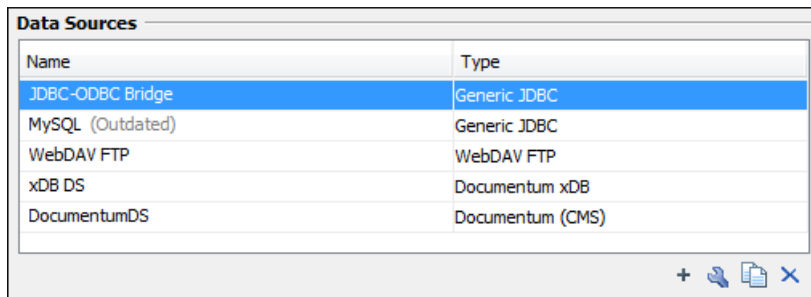 Data Sources
Name Type
JDBC-ODBC Bridge Generic JDBC
MySQL (Outdated) Generic JDBC
WebDAV FTP WebDAV FTP
xDB DS Documentum xDB
DocumentumDS Documentum (CMS)